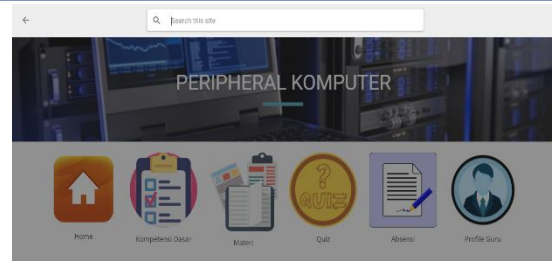 Search this site
PERIPHERAL KOMPUTER
QUIZ
Home
Kompetensi Dasar
Materi
Quiz
Absensi
Profile Guru